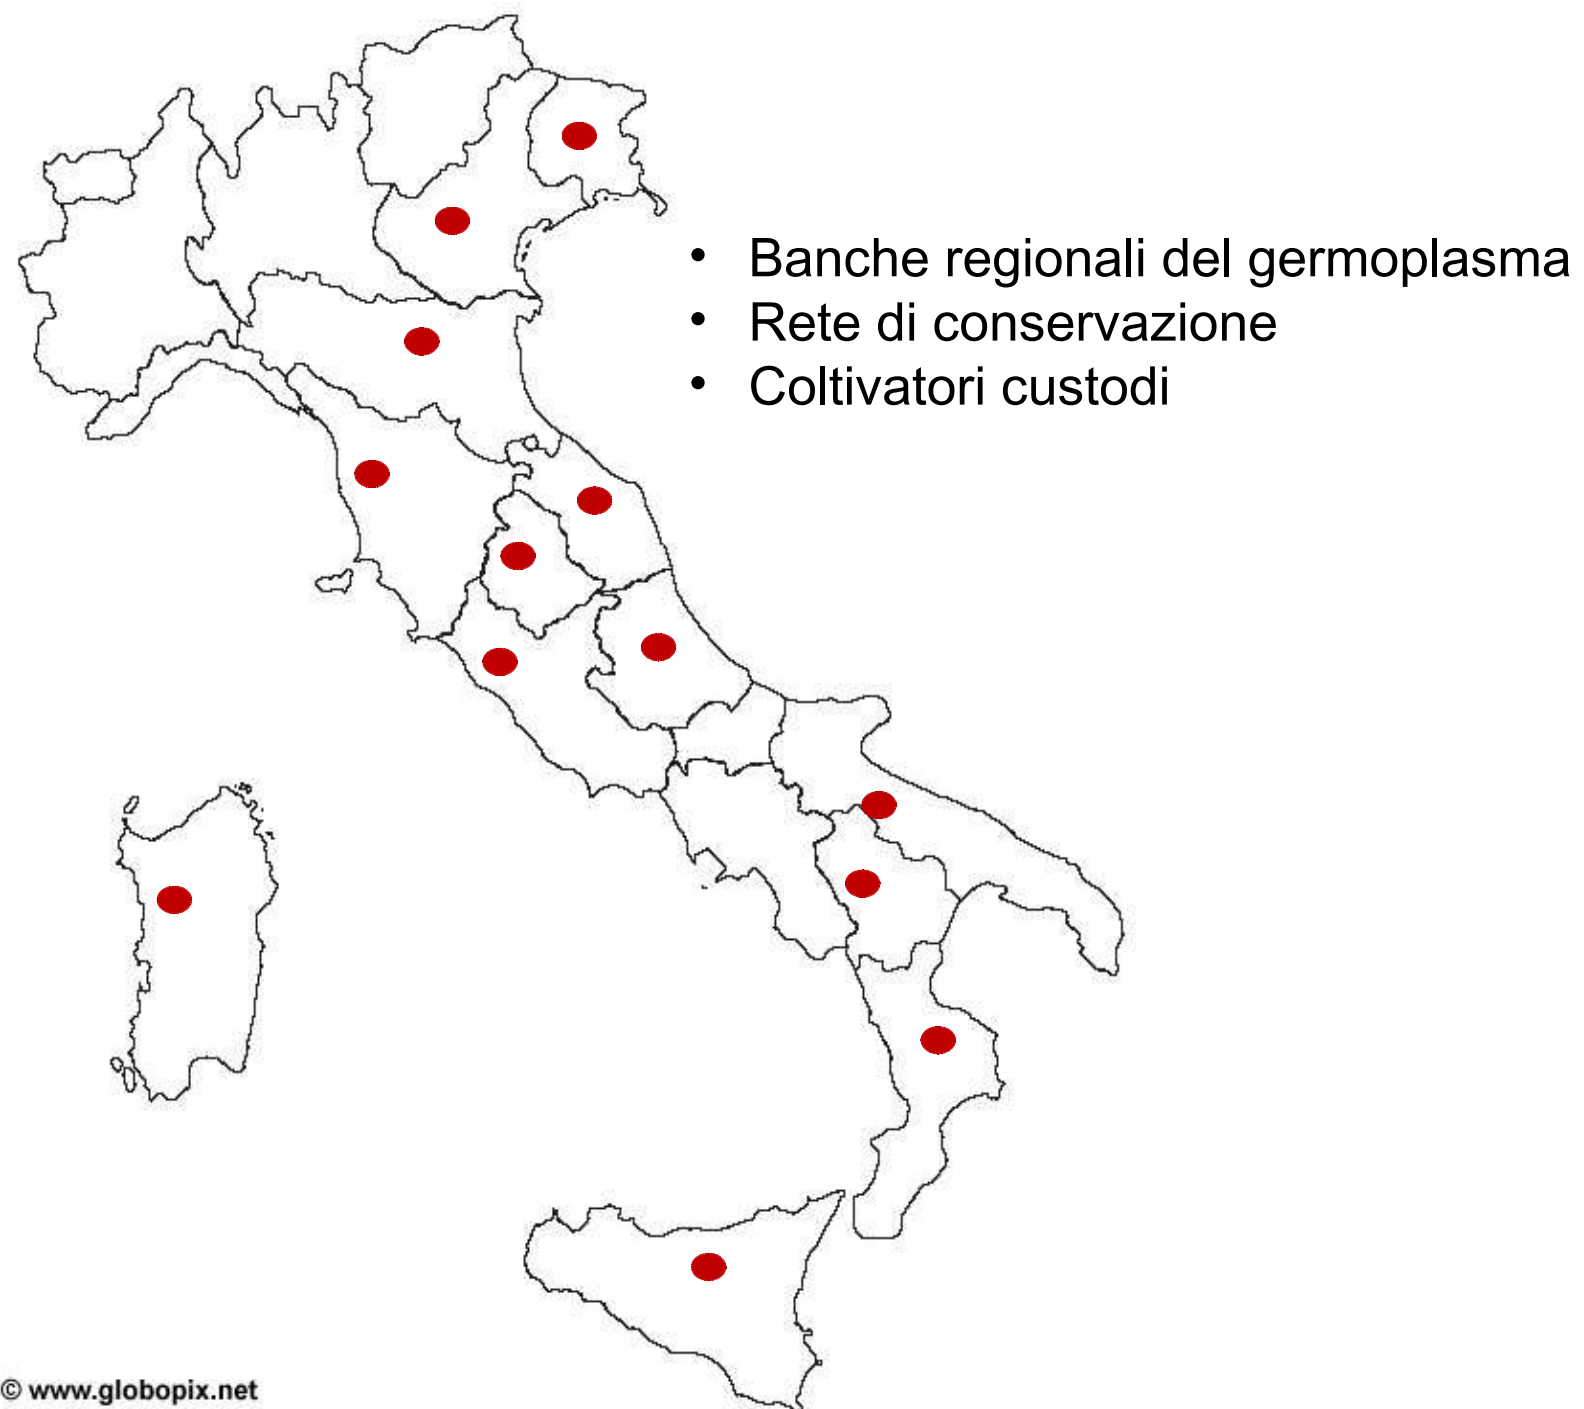 • Banche regionali del germoplasma
• Rete di conservazione
• Coltivatori custodi
© www.globopix.net